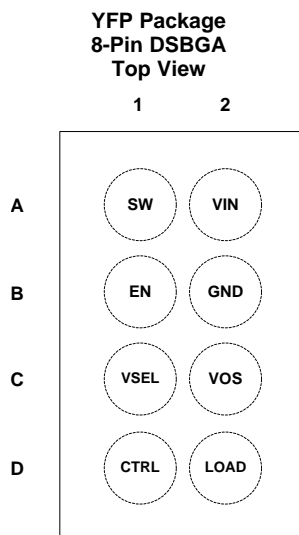 YFP Package
8-Pin DSBGA
Top View
1 2
A SW VIN
B EN GND
C VSEL VOS
D CTRL LOAD